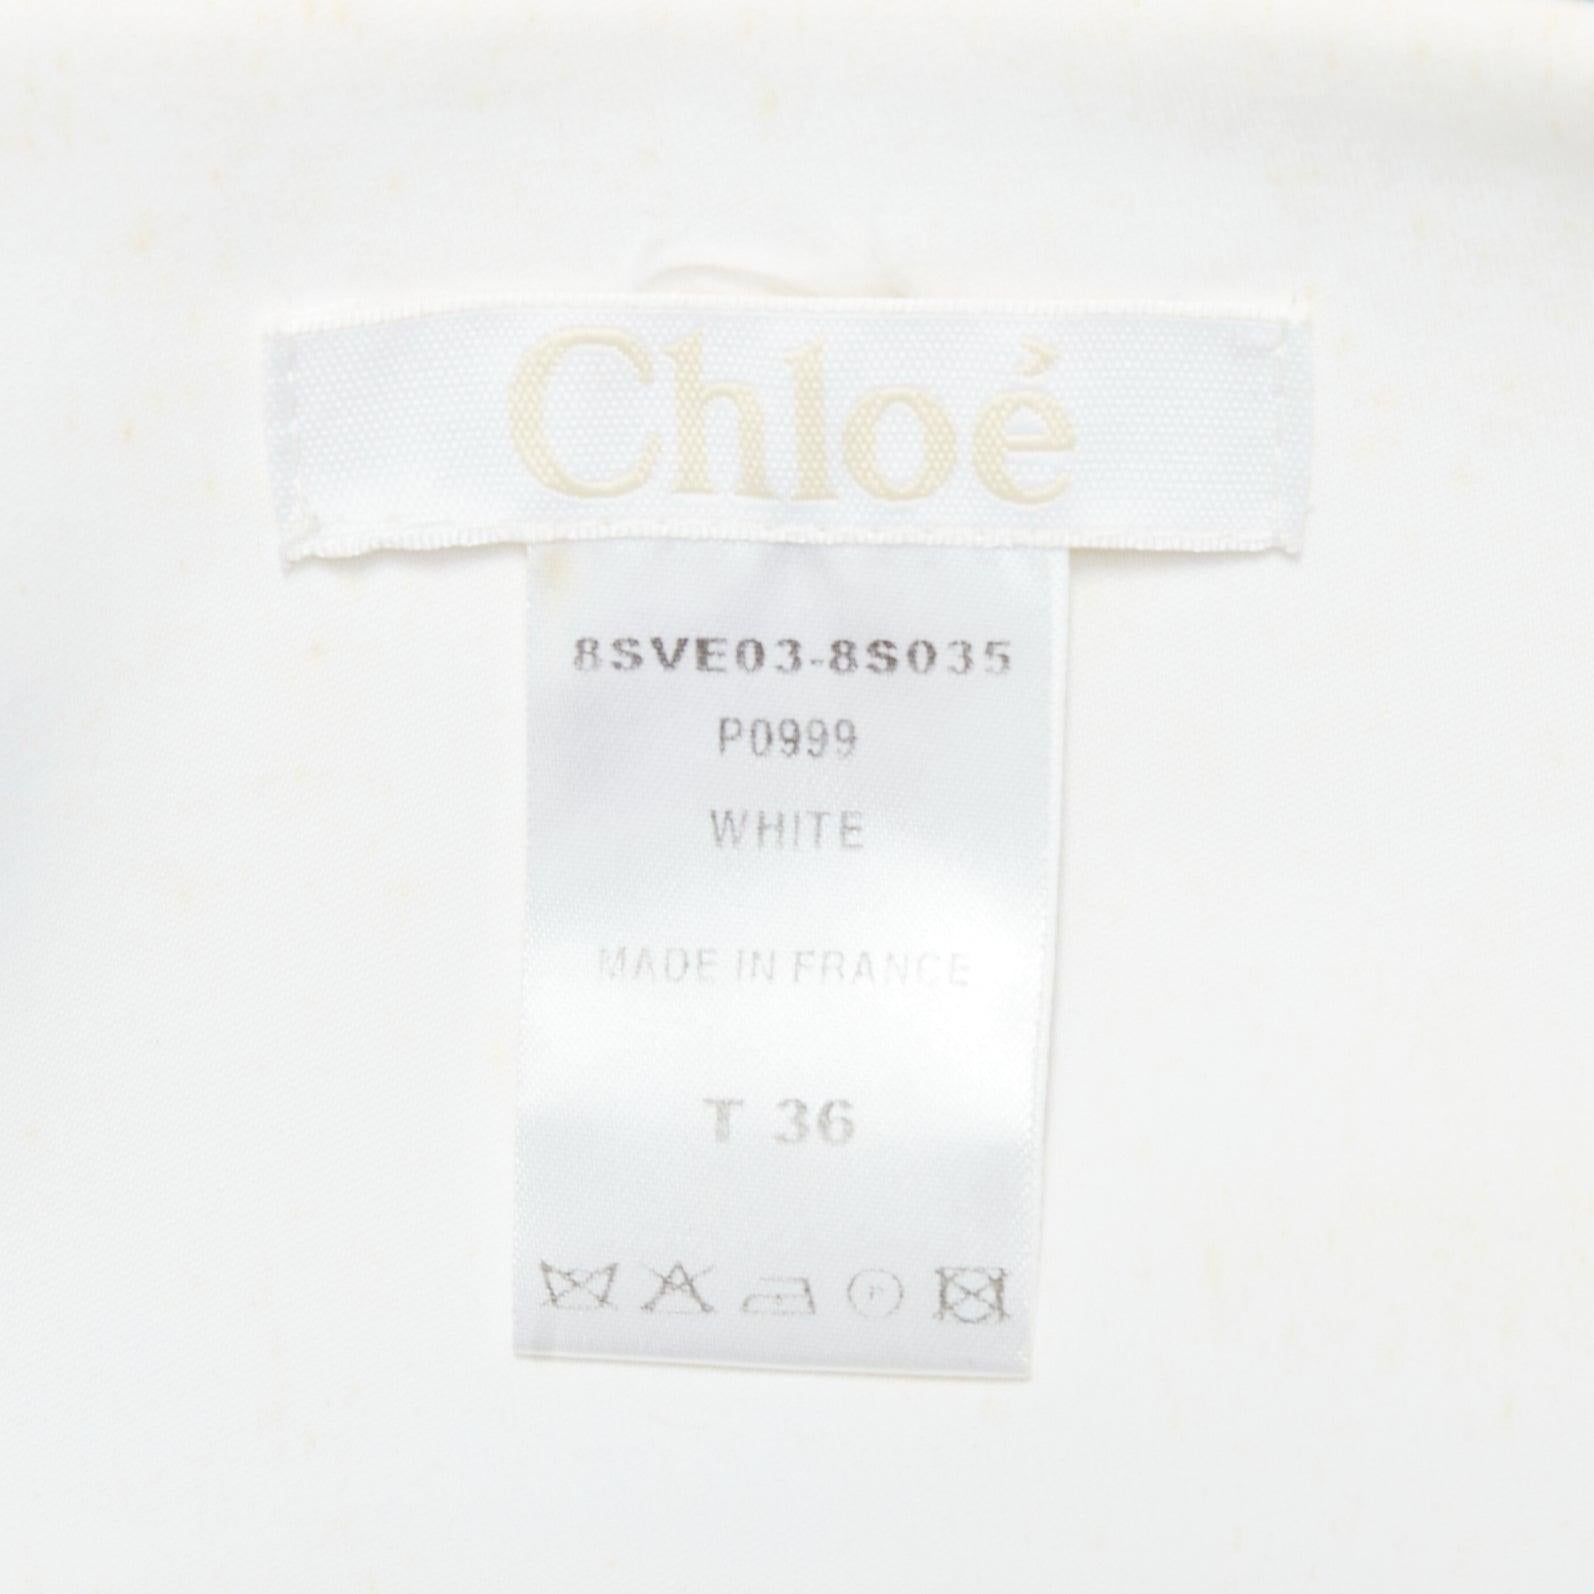 Chloé
8SVE03-8S035
P0999
WHITE
MADE IN FRANCE
T 36